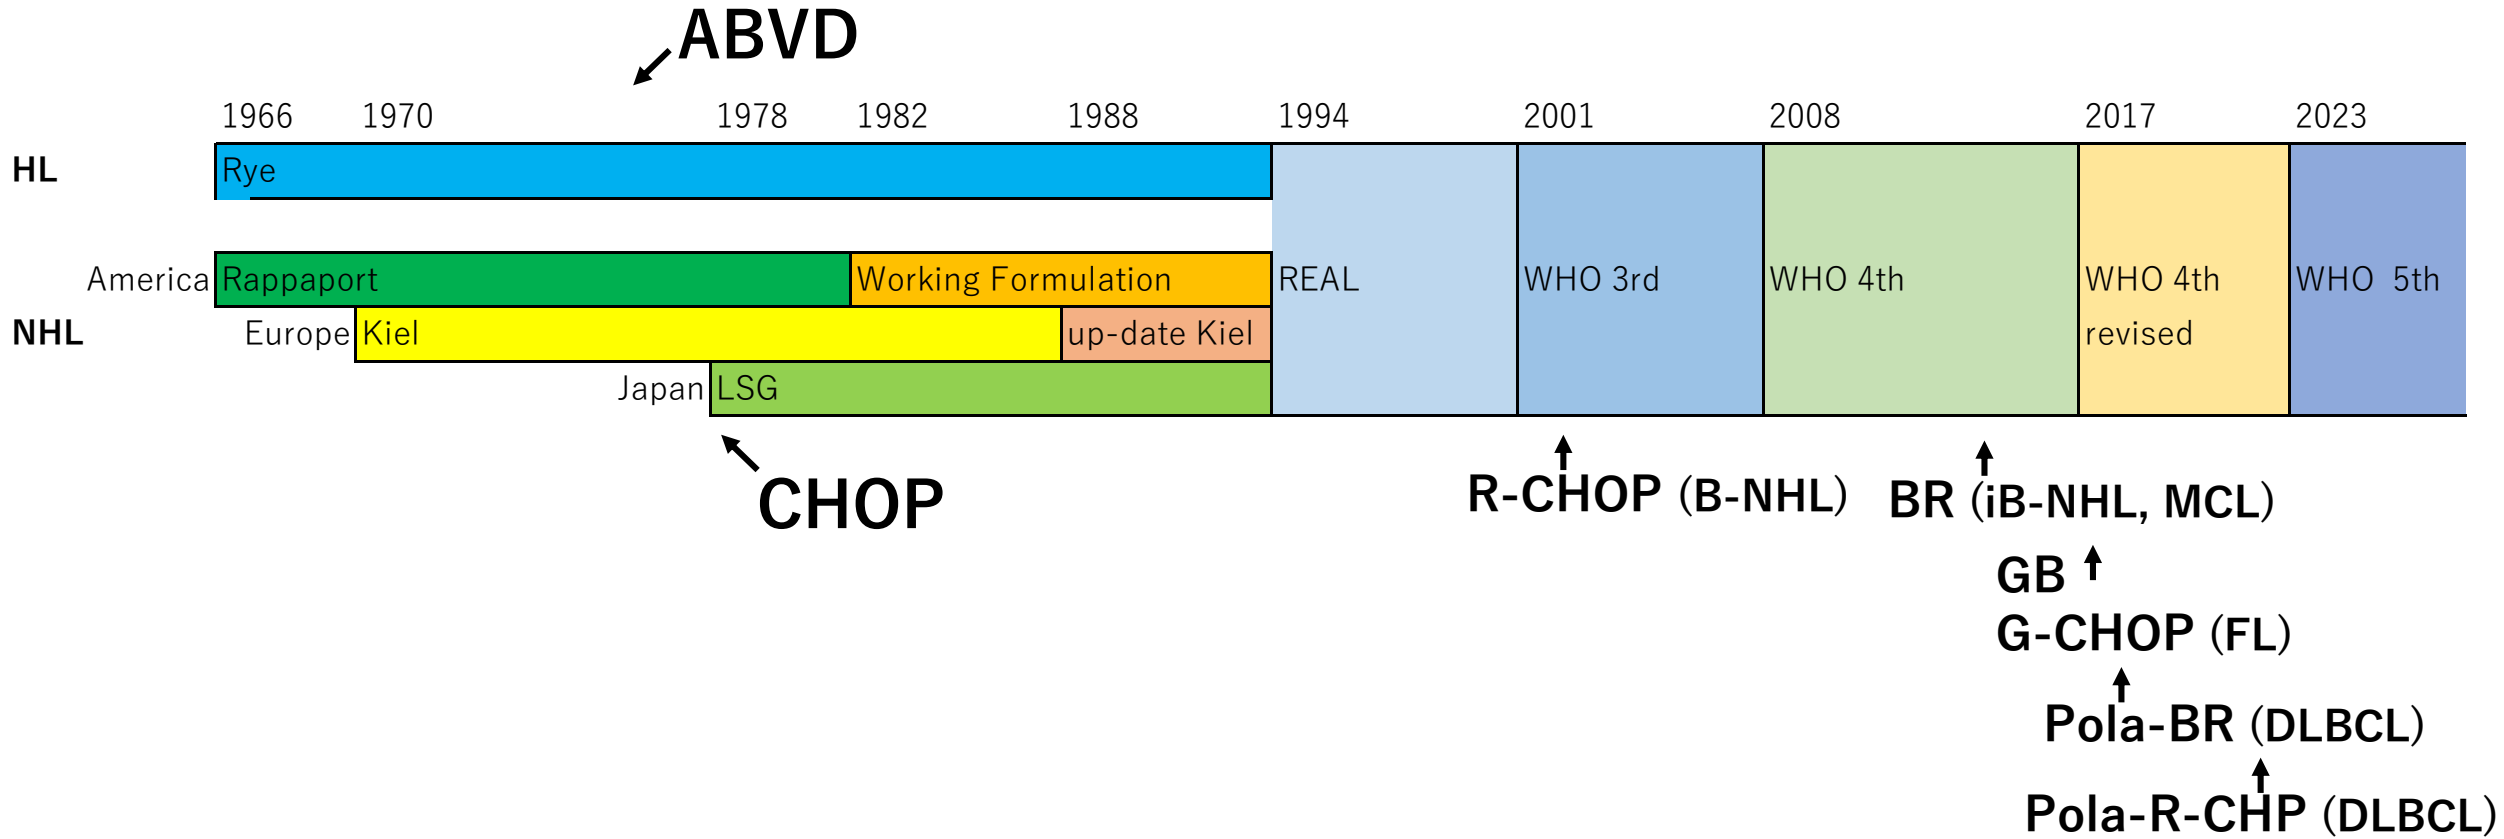 ABVD
1966 1970 1978 1982 1988 1994 2001 2008 2017 2023
HL Rye
America Rappaport Working Formulation REAL WHO 3rd WHO 4th WHO 4th WHO 5th
NHL Europe Kiel up-date Kiel revised
Japan LSG
CHOP R-CHOP (B-NHL) BR (iB-NHL, MCL)
GB
G-CHOP (FL)
Pola-BR (DLBCL)
Pola-R-CHP (DLBCL)